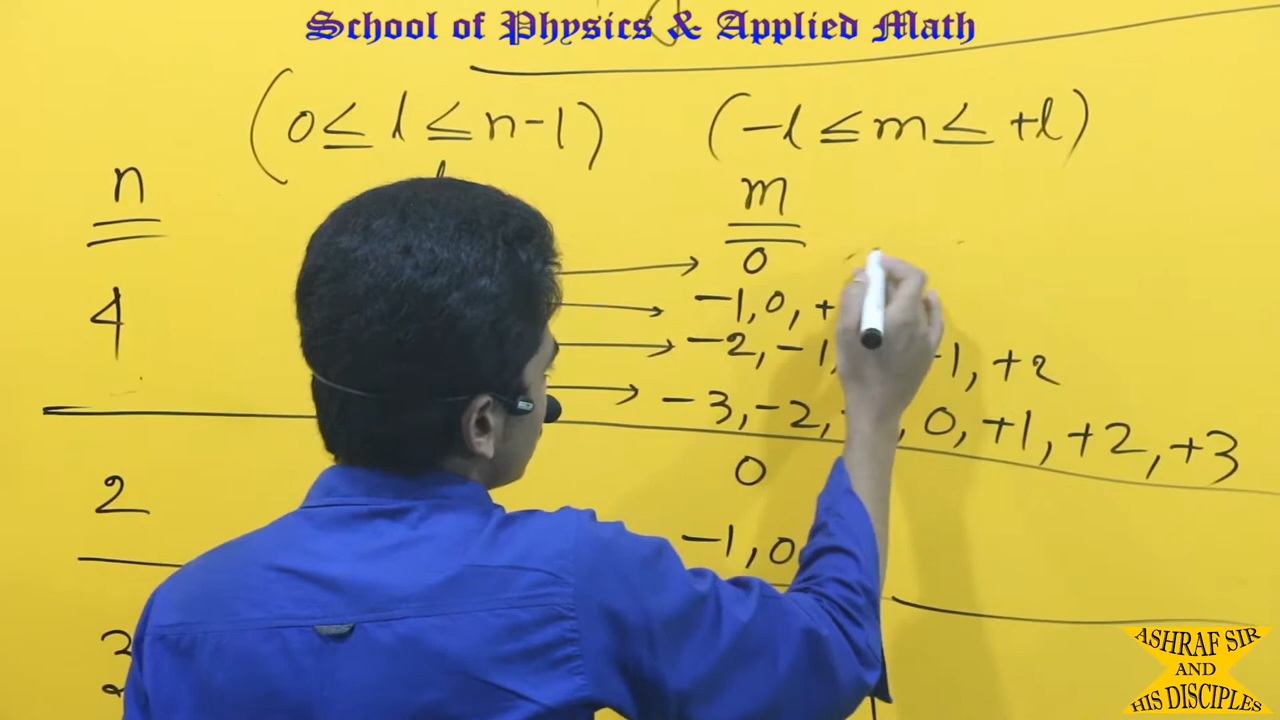 School of Physics & Applied Math
(0 ≤ l ≤ n-1) (-l ≤ m ≤ +l)
n m
0
4 -1, 0, +
-2, -1, -1, +2
-3, -2, 0, +1, +2, +3
0
2
-1, 0
3
ASHRAF SIR
AND
HIS DISCIPLES